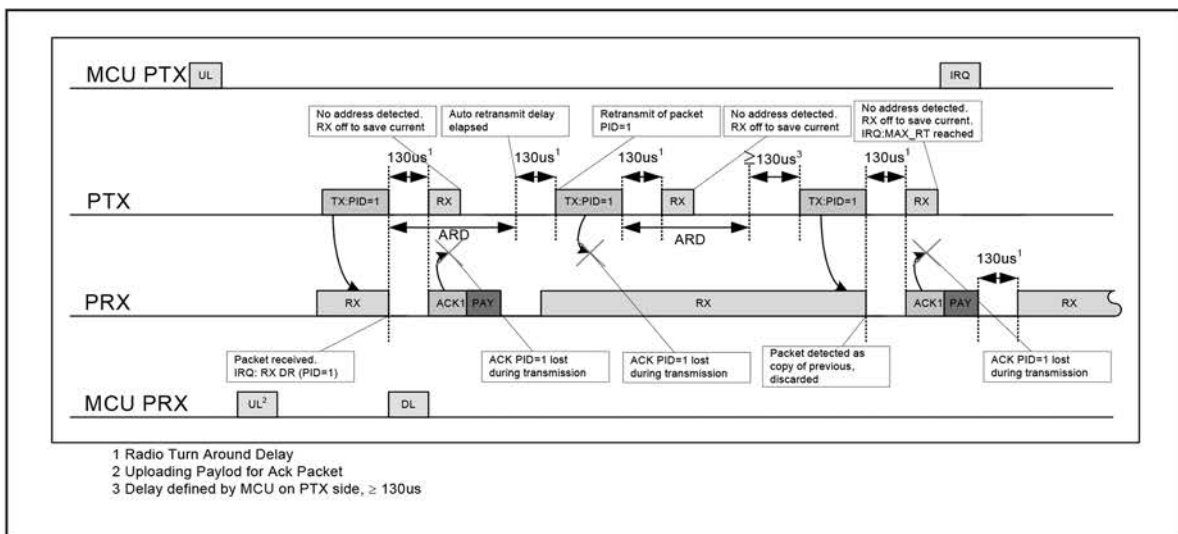 MCU PTX
UL
IRQ
No address detected.
RX off to save current
Auto retransmit delay
elapsed
Retransmit of packet
PID=1
No address detected.
RX off to save current
No address detected.
RX off to save current.
IRQ:MAX_RT reached
130us1
130us1
130us1
≥130us3
130us1
PTX
TX:PID=1
RX
TX:PID=1
RX
TX:PID=1
RX
ARD
ARD
130us1
PRX
RX
ACK1
PAY
RX
ACK1
PAY
RX
Packet received.
IRQ: RX DR (PID=1)
ACK PID=1 lost
during transmission
ACK PID=1 lost
during transmission
Packet detected as
copy of previous,
discarded
ACK PID=1 lost
during transmission
MCU PRX
UL2
DL
1 Radio Turn Around Delay
2 Uploading Paylod for Ack Packet
3 Delay defined by MCU on PTX side, ≥ 130us